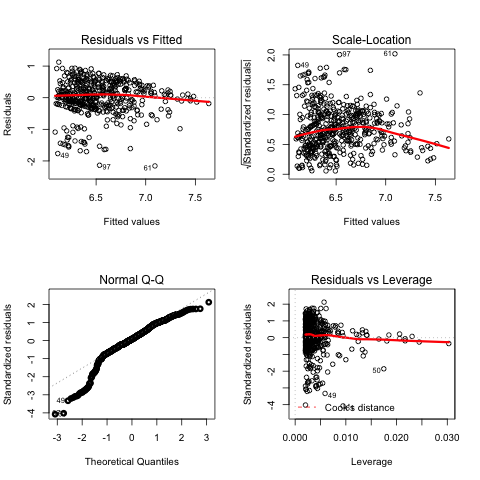 Residuals vs Fitted
Residuals
1
0
-1
-2
49
97
61
6.5 7.0 7.5
Fitted values
Scale-Location
√|Standardized residuals|
2.0
1.5
1.0
0.5
0.0
49
97
71
6.5 7.0 7.5
Fitted values
Normal Q-Q
Standardized residuals
2
1
0
-1
-2
-3
-4
49
-3 -2 -1 0 1 2 3
Theoretical Quantiles
Residuals vs Leverage
Standardized residuals
2
0
-2
-4
50
49
Cook's distance
0.000 0.010 0.020 0.030
Leverage